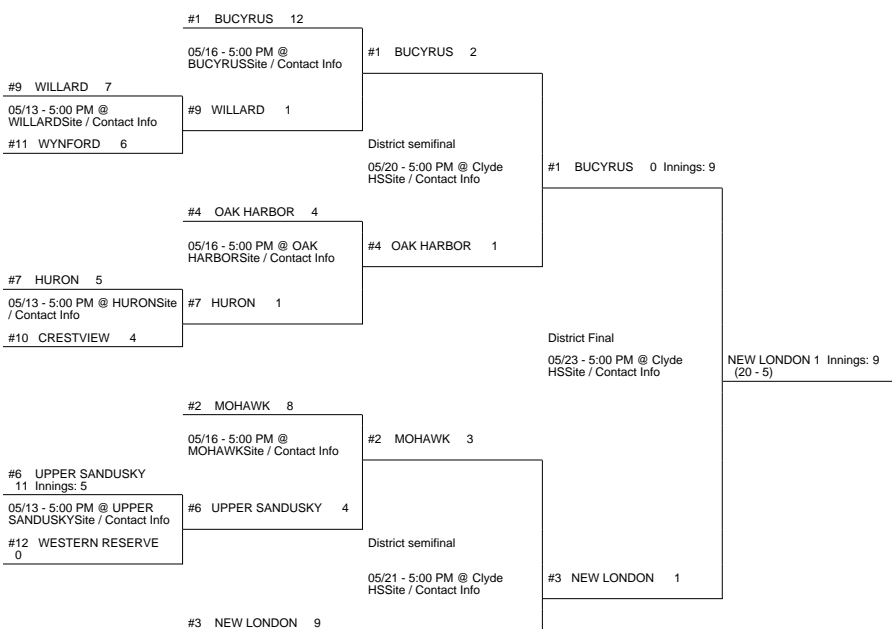 #1 BUCYRUS 12
05/16 - 5:00 PM @
BUCYRUSSite / Contact Info
#1 BUCYRUS 2
#9 WILLARD 7
05/13 - 5:00 PM @
WILLARDSite / Contact Info
#9 WILLARD 1
#11 WYNFORD 6
District semifinal
05/20 - 5:00 PM @ Clyde
HSSite / Contact Info
#1 BUCYRUS 0 Innings: 9
#4 OAK HARBOR 4
05/16 - 5:00 PM @ OAK
HARBORSite / Contact Info
#4 OAK HARBOR 1
#7 HURON 5
05/13 - 5:00 PM @ HURONSite
/ Contact Info
#7 HURON 1
#10 CRESTVIEW 4
District Final
05/23 - 5:00 PM @ Clyde
HSSite / Contact Info
NEW LONDON 1 Innings: 9
(20 - 5)
#2 MOHAWK 8
05/16 - 5:00 PM @
MOHAWKSite / Contact Info
#2 MOHAWK 3
#6 UPPER SANDUSKY
11 Innings: 5
05/13 - 5:00 PM @ UPPER
SANDUSKYSite / Contact Info
#6 UPPER SANDUSKY 4
#12 WESTERN RESERVE
0
District semifinal
05/21 - 5:00 PM @ Clyde
HSSite / Contact Info
#3 NEW LONDON 1
#3 NEW LONDON 9